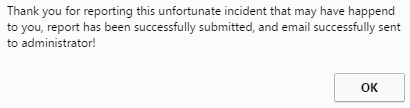 Thank you for reporting this unfortunate incident that may have happend
to you, report has been successfully submitted, and email successfully sent
to administrator!
OK